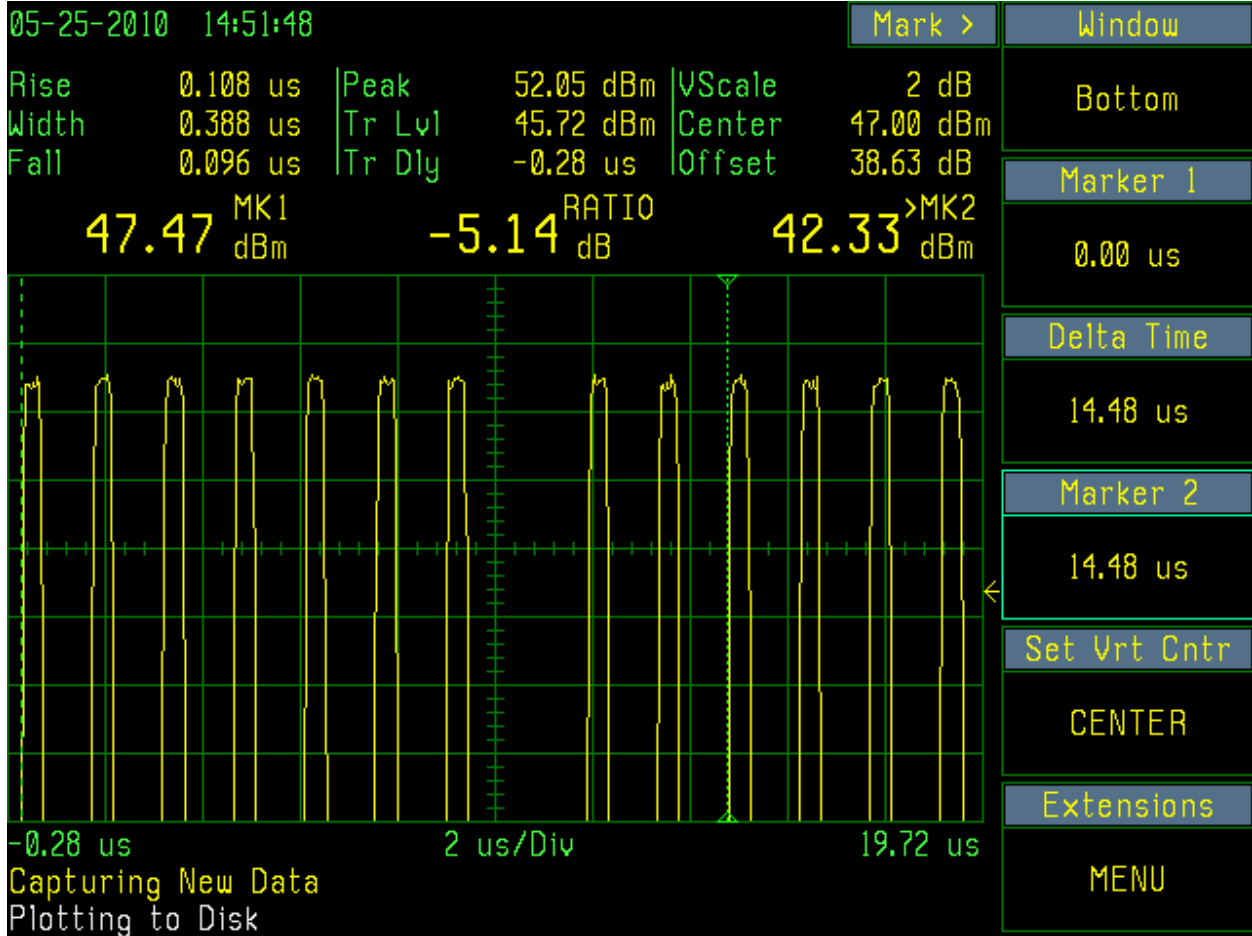 05-25-2010 14:51:48 Mark >
Rise 0.108 us Peak 52.05 dBm VScale 2 dB
Width 0.388 us Tr Lvl 45.72 dBm Center 47.00 dBm
Fall 0.096 us Tr Dly -0.28 us Offset 38.63 dB
47.47 MK1 dBm -5.14 RATIO dB 42.33 >MK2 dBm
-0.28 us 2 us/Div 19.72 us
Capturing New Data
Plotting to Disk
Window
Bottom
Marker 1
0.00 us
Delta Time
14.48 us
Marker 2
14.48 us
Set Vrt Cntr
CENTER
Extensions
MENU